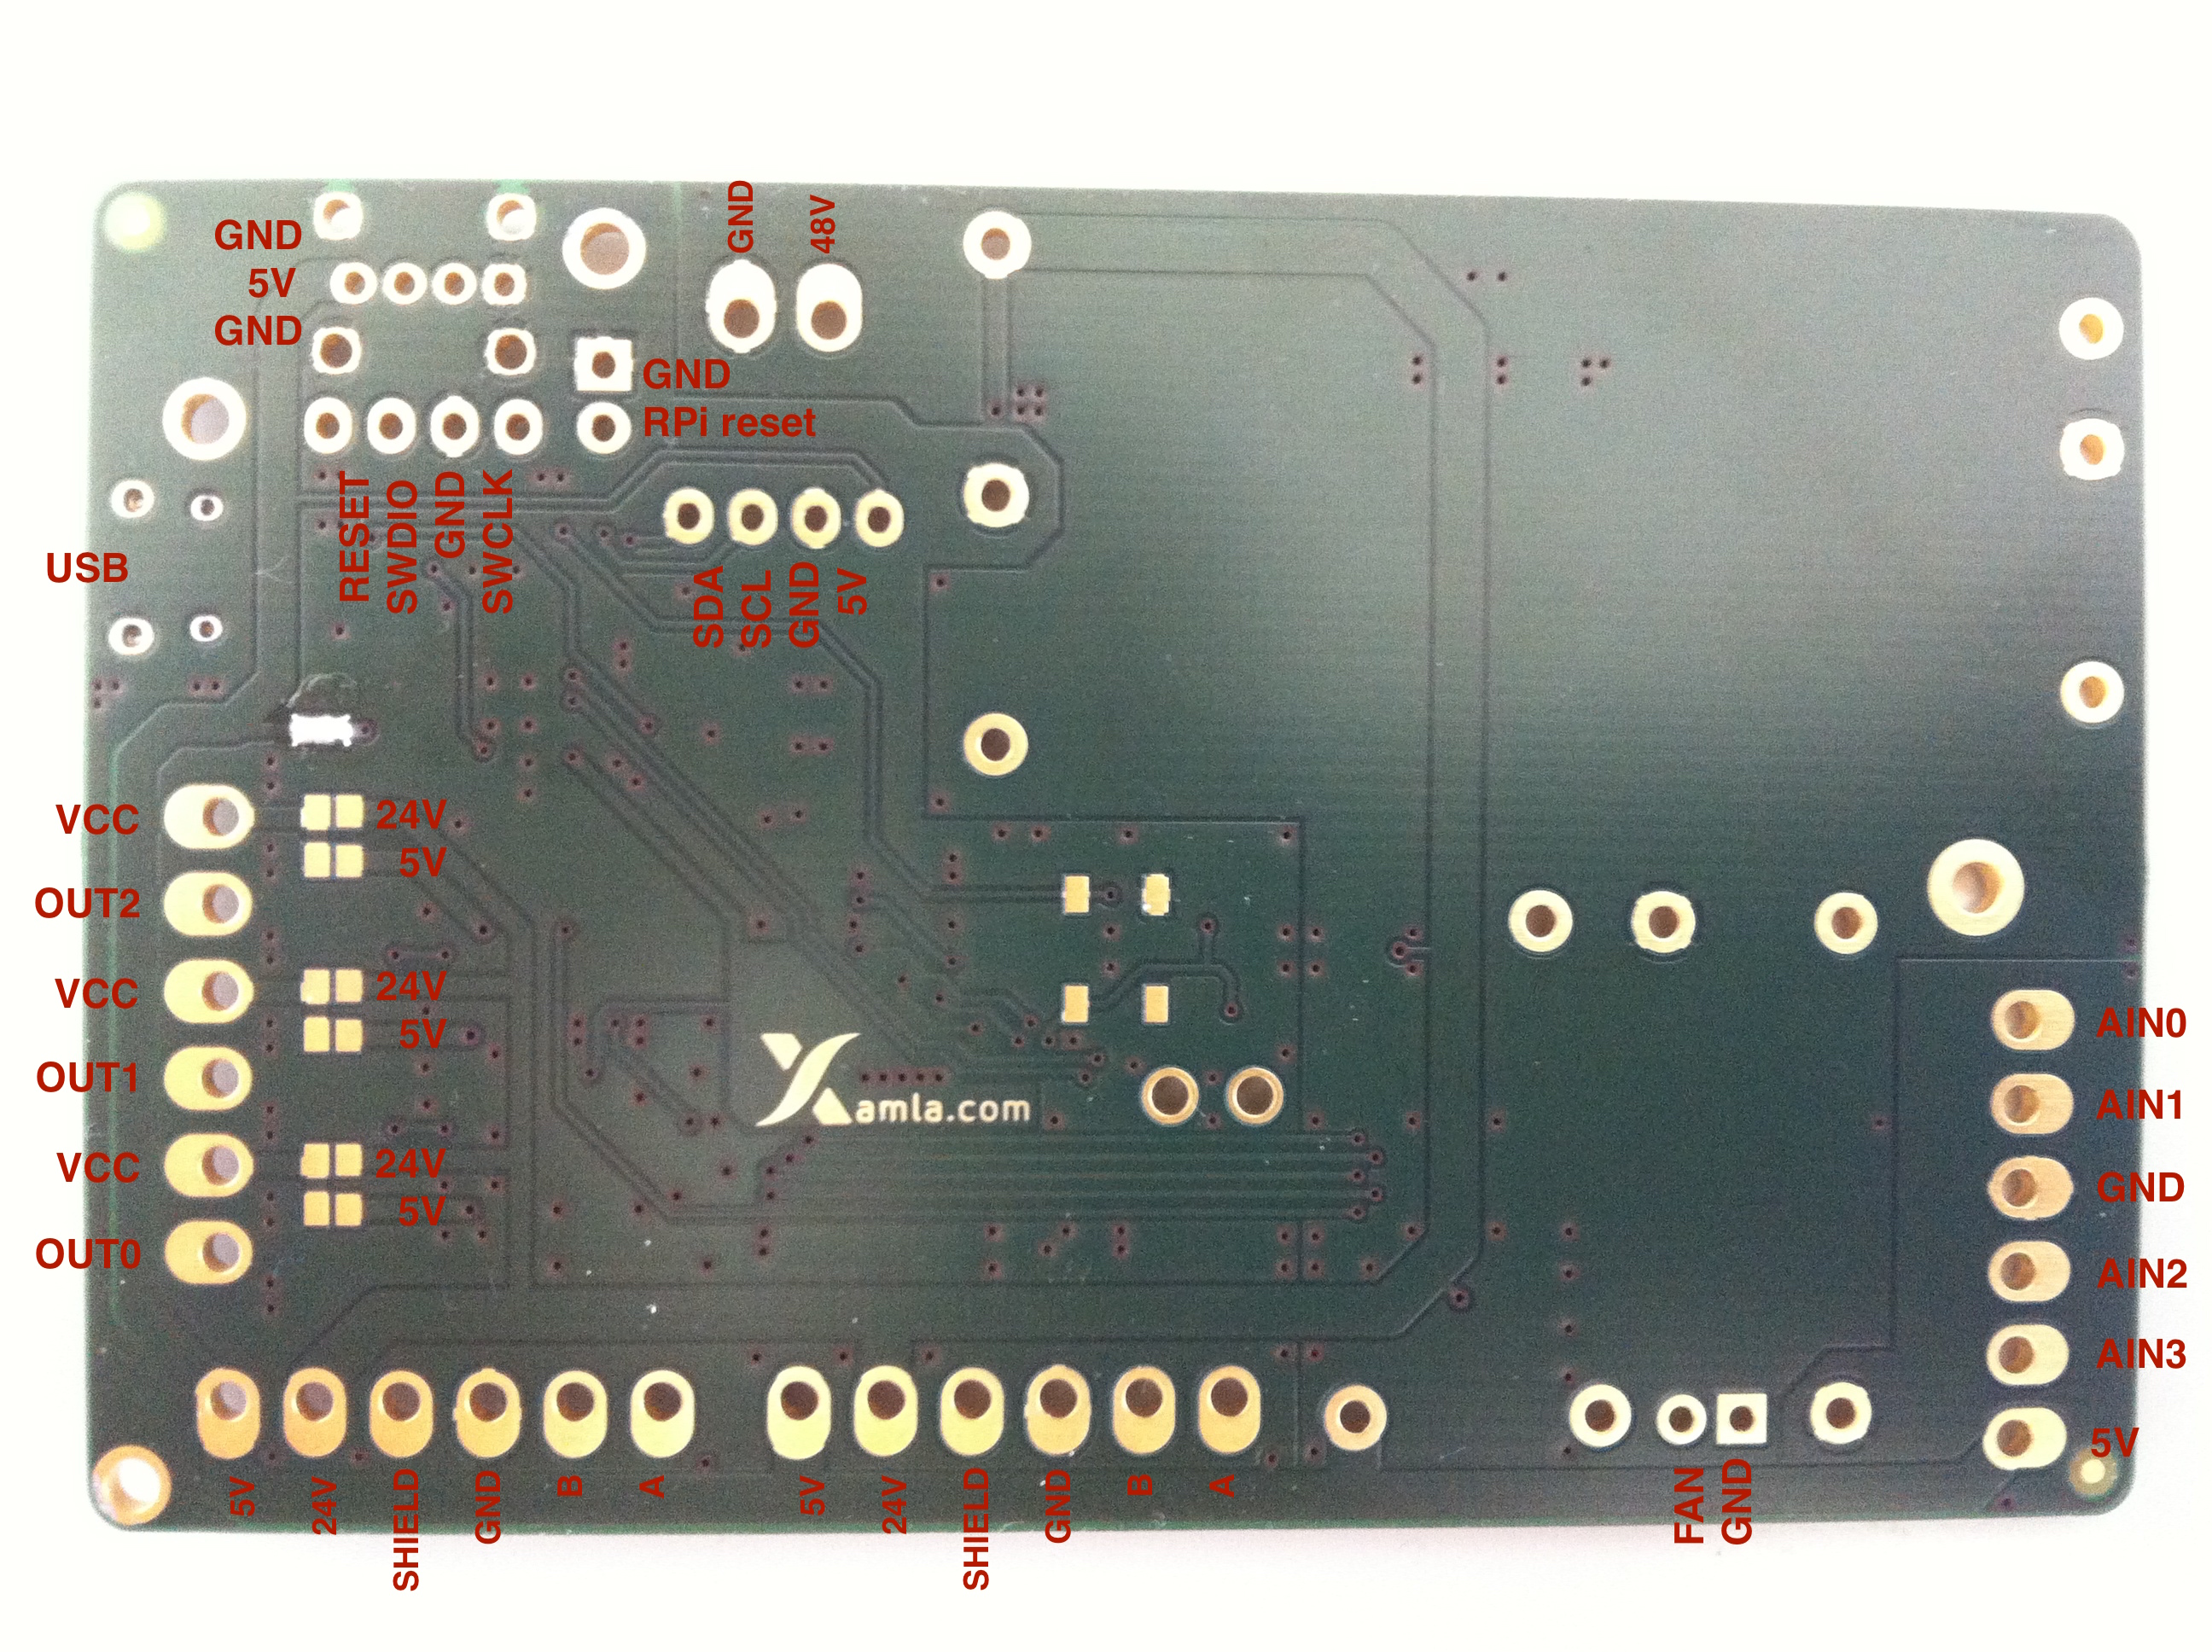 GND
48V
GND
5V
GND
GND
RPi reset
RESET
SWDIO
GND
SWCLK
USB
SDA
SCL
GND
5V
VCC
24V
5V
OUT2
VCC
24V
5V
OUT1
VCC
24V
5V
OUT0
Xamla.com
AIN0
AIN1
GND
AIN2
AIN3
5V
5V
24V
SHIELD
GND
B
A
5V
24V
SHIELD
GND
B
A
FAN
GND